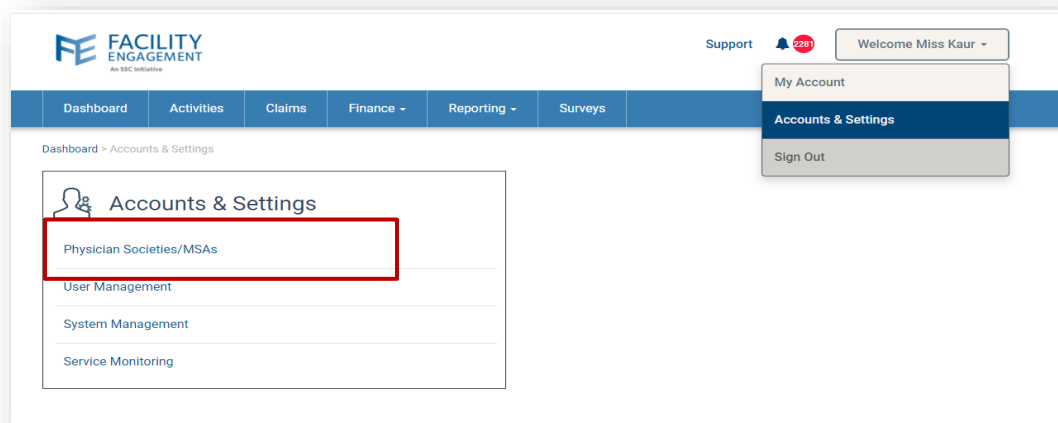 FACILITY
ENGAGEMENT
An SSC Initiative
Support
2281
Welcome Miss Kaur
My Account
Accounts & Settings
Sign Out
Dashboard
Activities
Claims
Finance
Reporting
Surveys
Dashboard > Accounts & Settings
Accounts & Settings
Physician Societies/MSAs
User Management
System Management
Service Monitoring